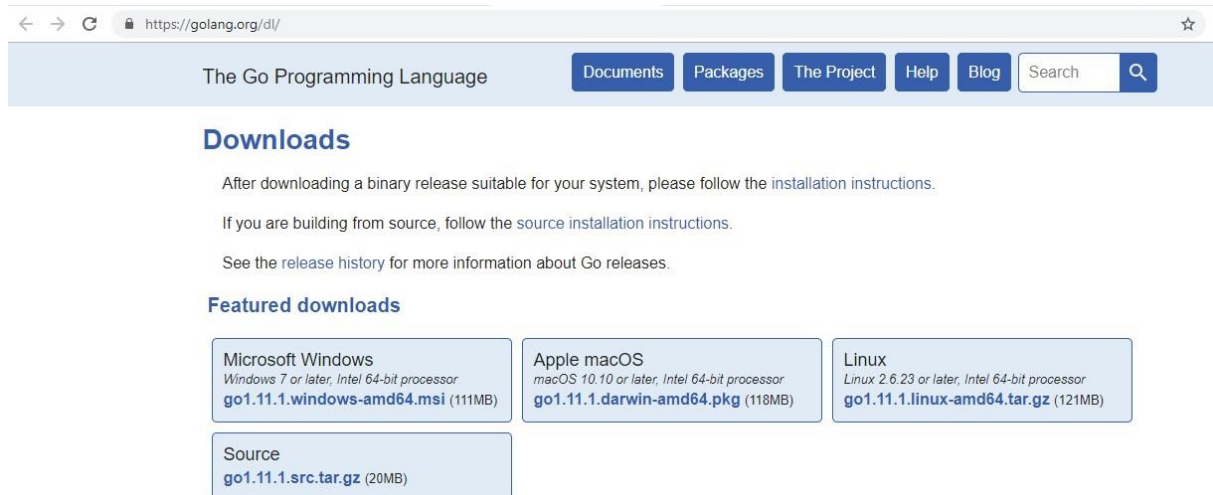 https://golang.org/dl/
The Go Programming Language
Documents
Packages
The Project
Help
Blog
Search
Downloads
After downloading a binary release suitable for your system, please follow the installation instructions.
If you are building from source, follow the source installation instructions.
See the release history for more information about Go releases.
Featured downloads
Microsoft Windows
Windows 7 or later, Intel 64-bit processor
go1.11.1.windows-amd64.msi (111MB)
Apple macOS
macOS 10.10 or later, Intel 64-bit processor
go1.11.1.darwin-amd64.pkg (118MB)
Linux
Linux 2.6.23 or later, Intel 64-bit processor
go1.11.1.linux-amd64.tar.gz (121MB)
Source
go1.11.1.src.tar.gz (20MB)